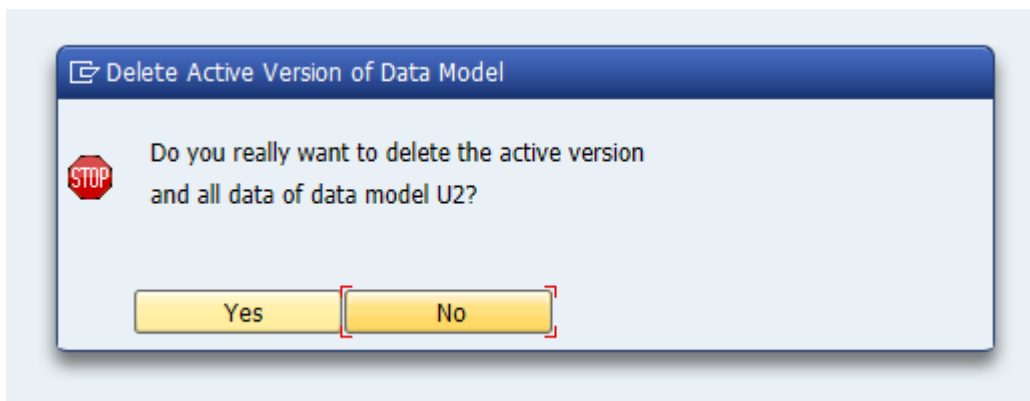 Delete Active Version of Data Model
Do you really want to delete the active version
STOP
and all data of data model U2?
Yes No